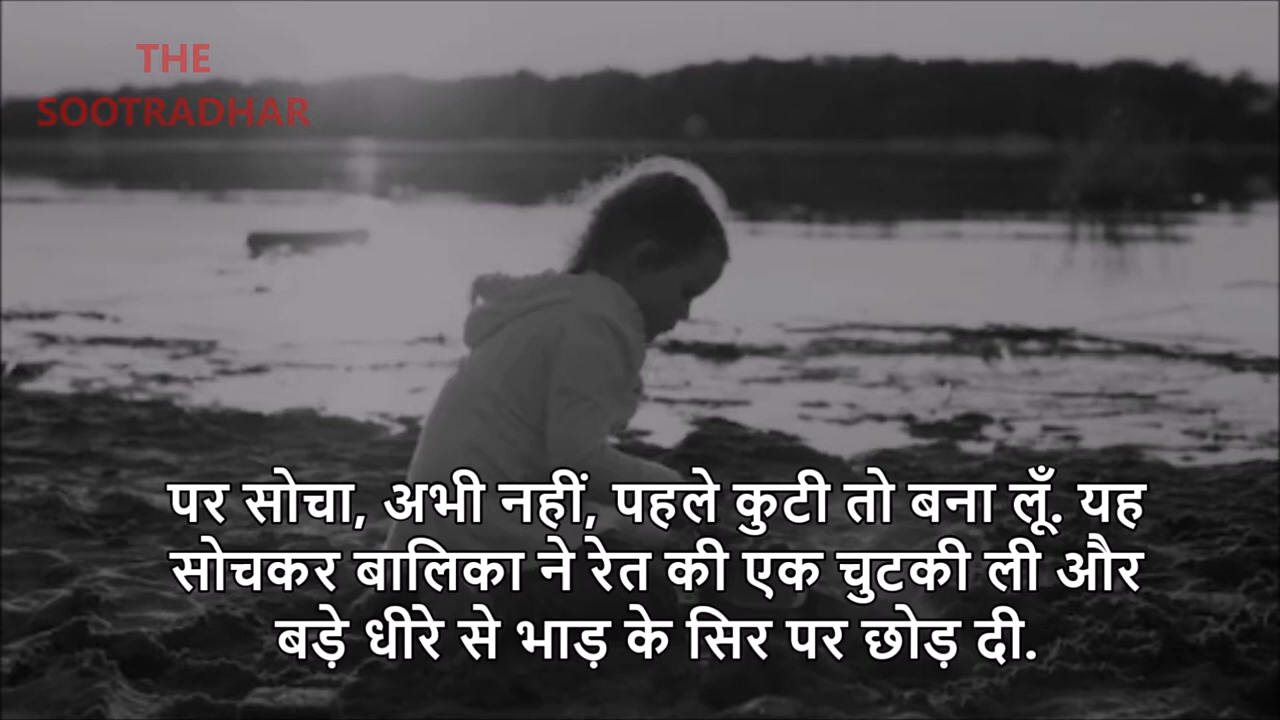 THE
SOOTRADHAR
पर सोचा, अभी नहीं, पहले कुटी तो बना लूँ. यह
सोचकर बालिका ने रेत की एक चुटकी ली और
बड़े धीरे से भाड़ के सिर पर छोड़ दी.